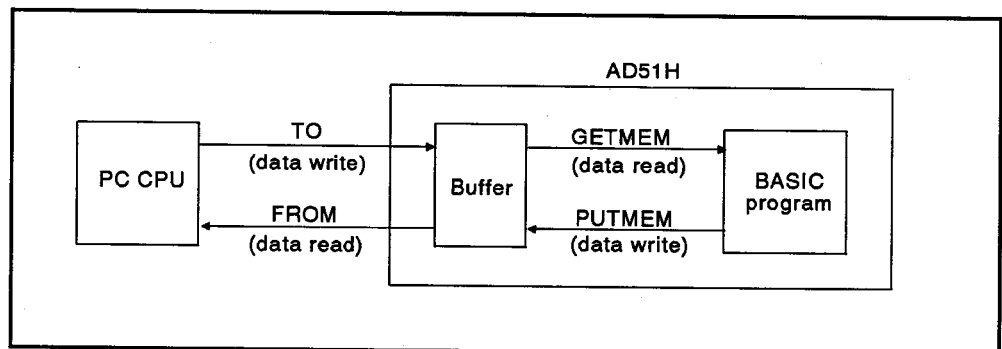 AD51H
PC CPU
TO
(data write)
FROM
(data read)
Buffer
GETMEM
(data read)
PUTMEM
(data write)
BASIC
program